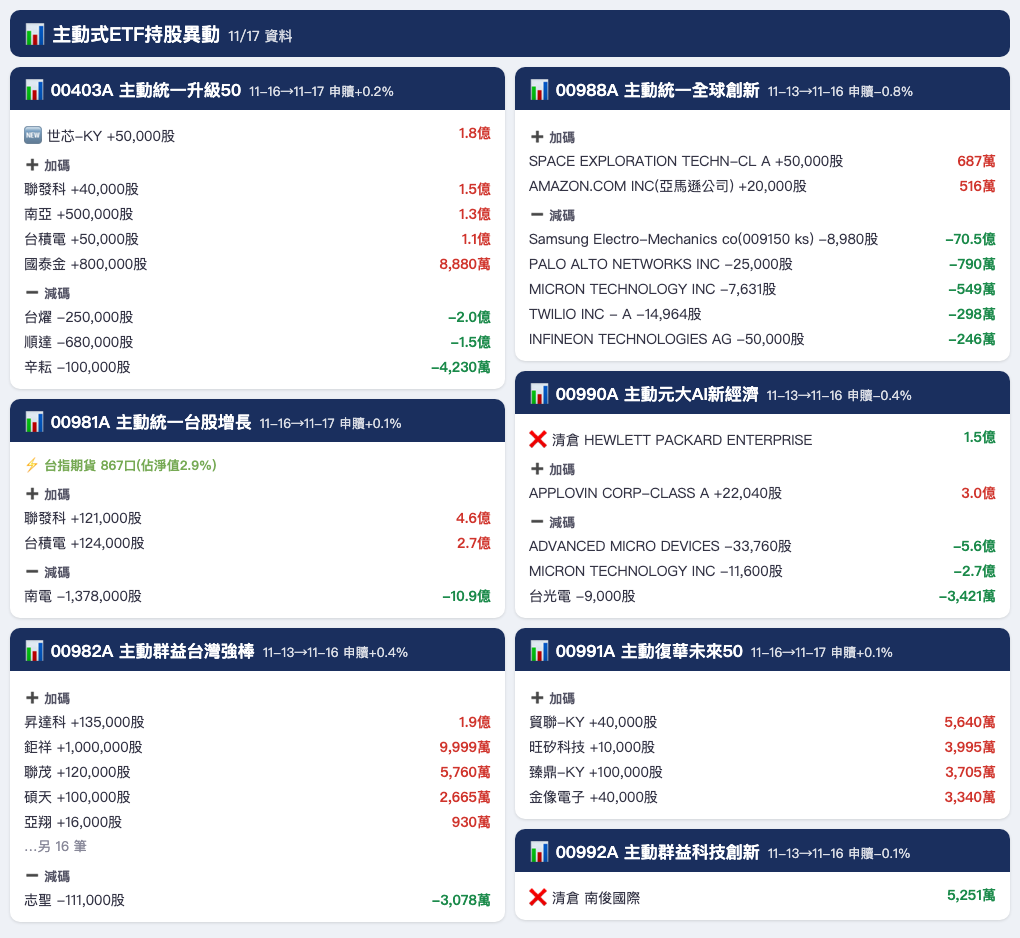 主動式ETF持股異動 11/17 資料
00403A 主動統一升級50 11-16→11-17 申贖+0.2%
NEW 世芯-KY +50,000股 1.8億
+ 加碼
聯發科 +40,000股 1.5億
南亞 +500,000股 1.3億
台積電 +50,000股 1.1億
國泰金 +800,000股 8,880萬
− 減碼
台燿 -250,000股 -2.0億
順達 -680,000股 -1.5億
辛耘 -100,000股 -4,230萬
00981A 主動統一台股增長 11-16→11-17 申贖+0.1%
⚡ 台指期貨 867口(佔淨值2.9%)
+ 加碼
聯發科 +121,000股 4.6億
台積電 +124,000股 2.7億
− 減碼
南電 -1,378,000股 -10.9億
00982A 主動群益台灣強棒 11-13→11-16 申贖+0.4%
+ 加碼
昇達科 +135,000股 1.9億
鉅祥 +1,000,000股 9,999萬
聯茂 +120,000股 5,760萬
碩天 +100,000股 2,665萬
亞翔 +16,000股 930萬
...另 16 筆
− 減碼
志聖 -111,000股 -3,078萬
00988A 主動統一全球創新 11-13→11-16 申贖-0.8%
+ 加碼
SPACE EXPLORATION TECHN-CL A +50,000股 687萬
AMAZON.COM INC(亞馬遜公司) +20,000股 516萬
− 減碼
Samsung Electro-Mechanics co(009150 ks) -8,980股 -70.5億
PALO ALTO NETWORKS INC -25,000股 -790萬
MICRON TECHNOLOGY INC -7,631股 -549萬
TWILIO INC - A -14,964股 -298萬
INFINEON TECHNOLOGIES AG -50,000股 -246萬
00990A 主動元大AI新經濟 11-13→11-16 申贖-0.4%
❌ 清倉 HEWLETT PACKARD ENTERPRISE 1.5億
+ 加碼
APPLOVIN CORP-CLASS A +22,040股 3.0億
− 減碼
ADVANCED MICRO DEVICES -33,760股 -5.6億
MICRON TECHNOLOGY INC -11,600股 -2.7億
台光電 -9,000股 -3,421萬
00991A 主動復華未來50 11-16→11-17 申贖+0.1%
+ 加碼
貿聯-KY +40,000股 5,640萬
旺矽科技 +10,000股 3,995萬
臻鼎-KY +100,000股 3,705萬
金像電子 +40,000股 3,340萬
00992A 主動群益科技創新 11-13→11-16 申贖-0.1%
❌ 清倉 南俊國際 5,251萬